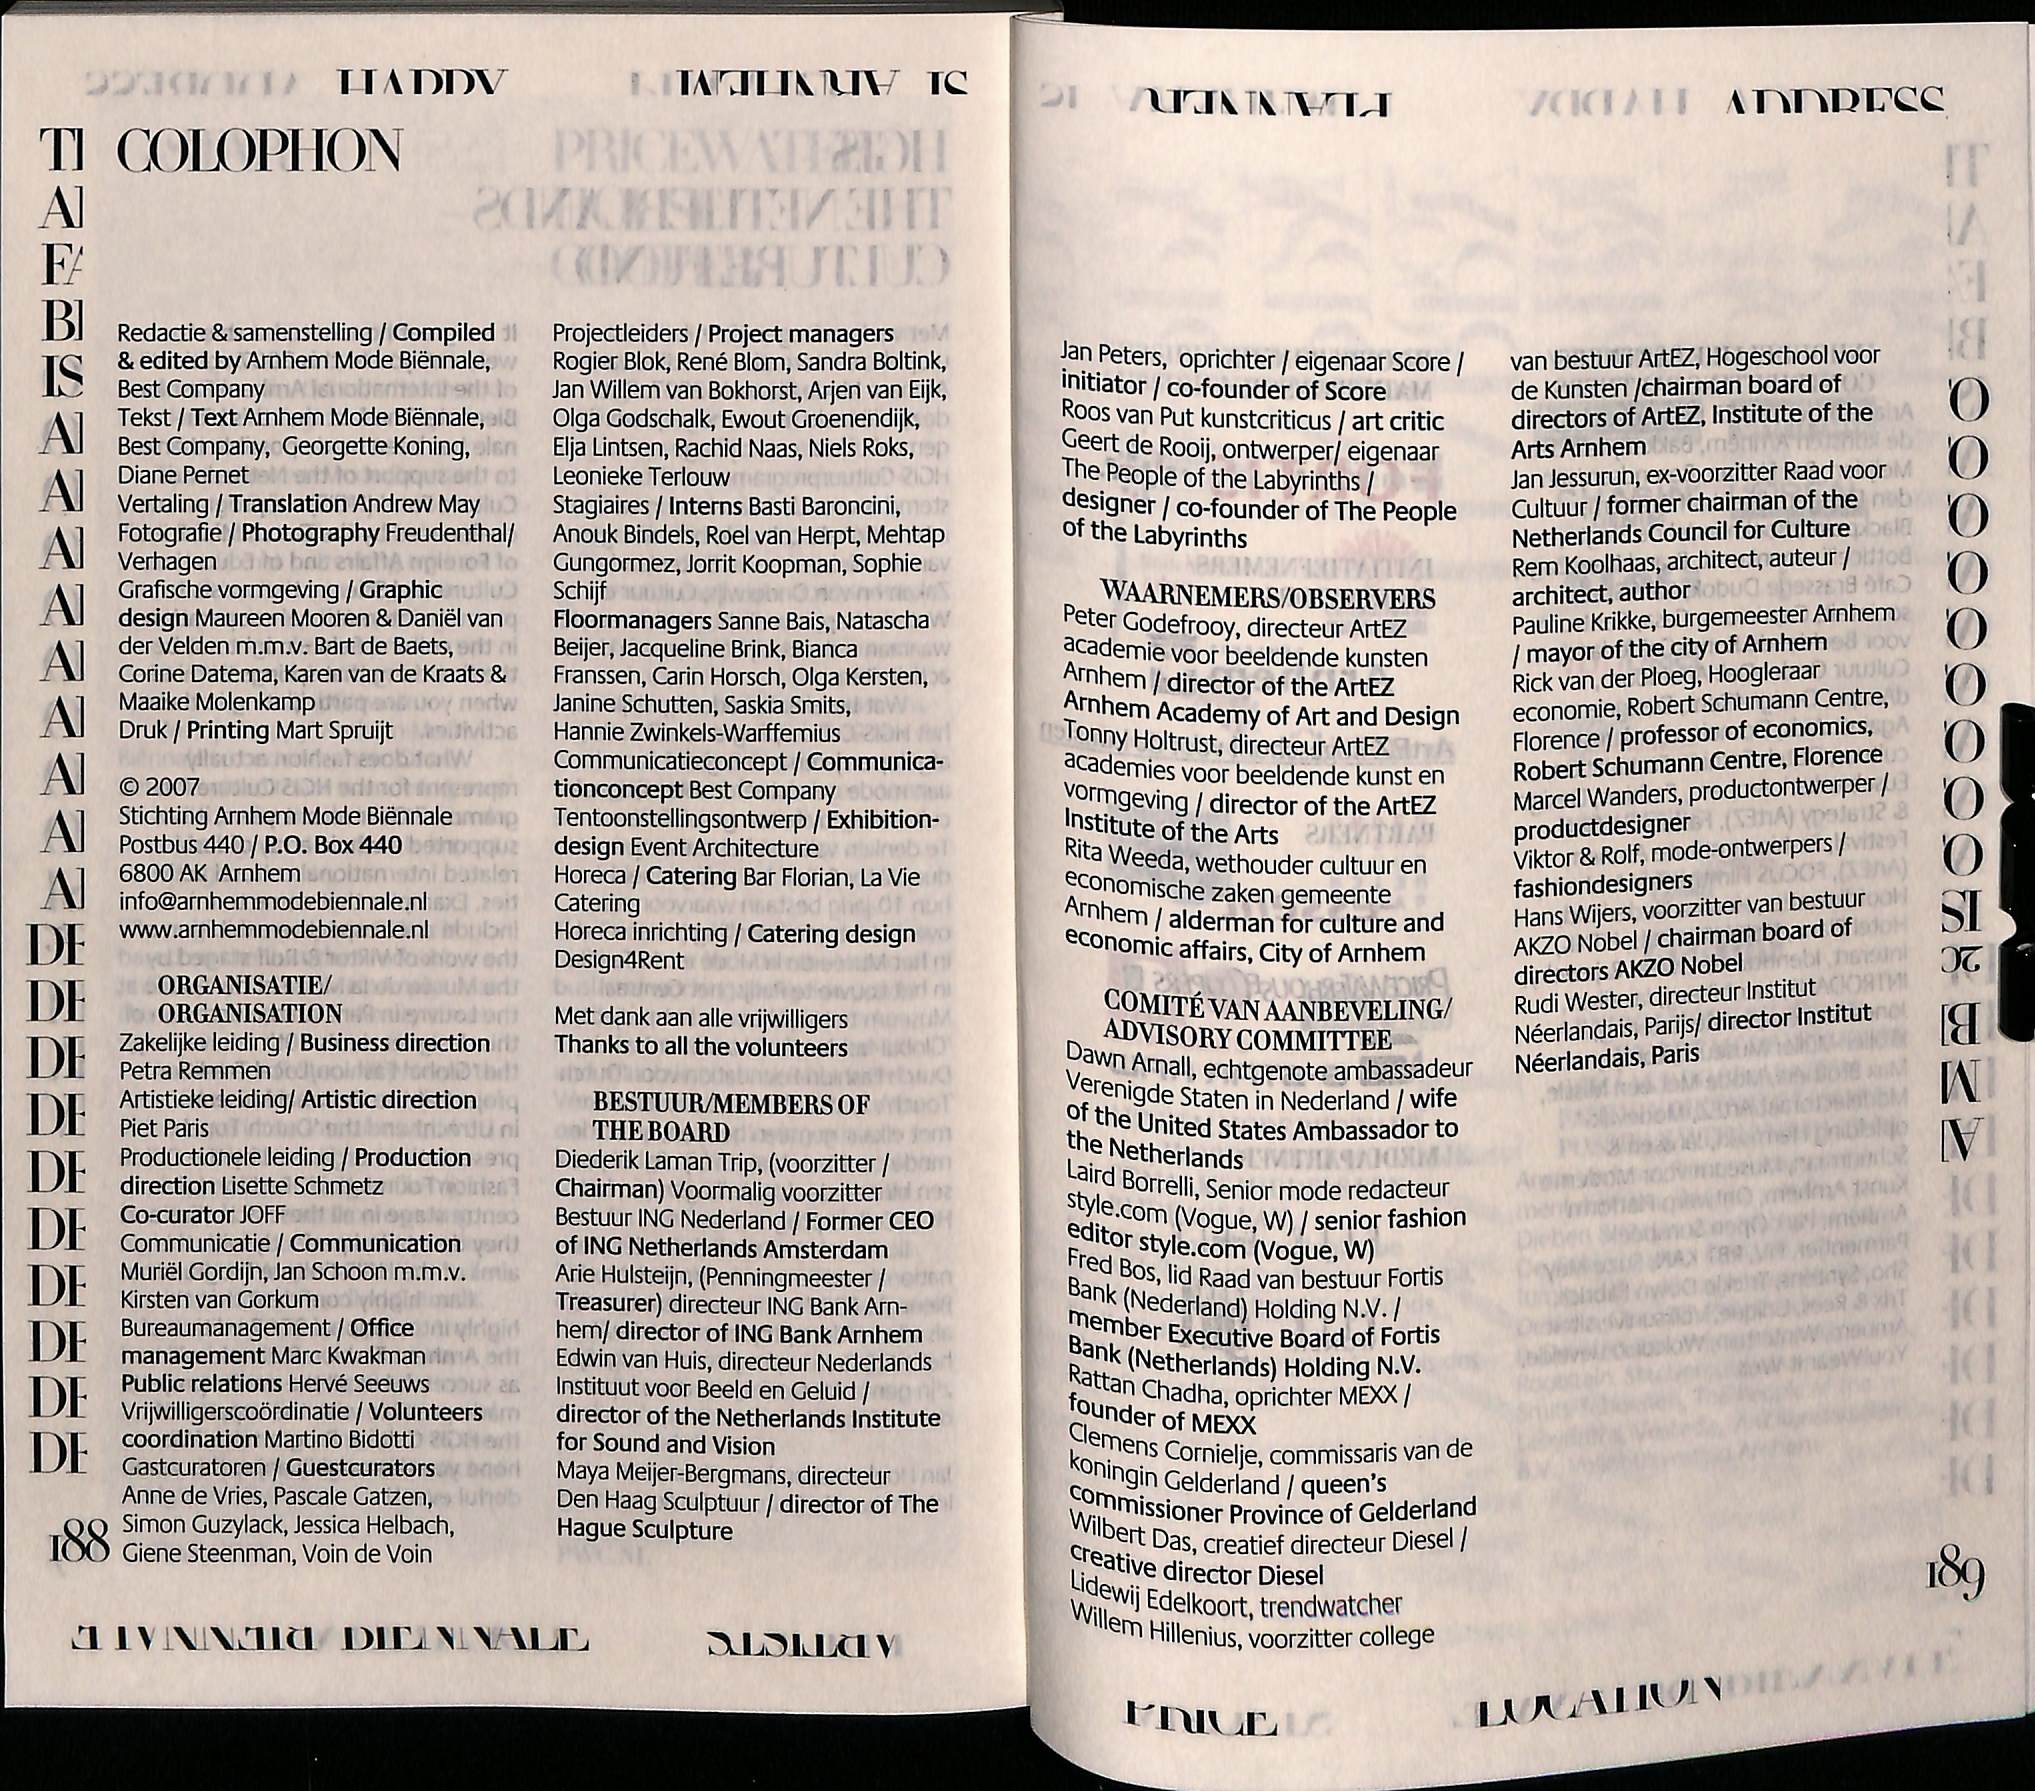 COLOPHON
Redactie & samenstelling / Compiled
& edited by Arnhem Mode Biënnale,
Best Company
Tekst / Text Arnhem Mode Biënnale,
Best Company, Georgette Koning,
Diane Pernet
Vertaling / Translation Andrew May
Fotografie / Photography Freudenthal/
Verhagen
Grafische vormgeving / Graphic
design Maureen Mooren & Daniël van
der Velden m.m.v. Bart de Baets,
Corine Datema, Karen van de Kraats &
Maaike Molenkamp
Druk / Printing Mart Spruijt
© 2007
Stichting Arnhem Mode Biënnale
Postbus 440 / P.O. Box 440
6800 AK Arnhem
info@arnhemmodebiennale.nl
www.arnhemmodebiennale.nl
ORGANISATIE/
ORGANISATION
Zakelijke leiding / Business direction
Petra Remmen
Artistieke leiding/ Artistic direction
Piet Paris
Productionele leiding / Production
direction Lisette Schmetz
Co-curator JOFF
Communicatie / Communication
Muriël Gordijn, Jan Schoon m.m.v.
Kirsten van Gorkum
Bureaumanagement / Office
management Marc Kwakman
Public relations Hervé Seeuws
Vrijwilligerscoördinatie / Volunteers
coordination Martino Bidotti
Gastcuratoren / Guestcurators
Anne de Vries, Pascale Gatzen,
Simon Guzylack, Jessica Helbach,
Giene Steenman, Voin de Voin
188
Projectleiders / Project managers
Rogier Blok, René Blom, Sandra Boltink,
Jan Willem van Bokhorst, Arjen van Eijk,
Olga Godschalk, Ewout Groenendijk,
Elja Lintsen, Rachid Naas, Niels Roks,
Leonieke Terlouw
Stagiaires / Interns Basti Baroncini,
Anouk Bindels, Roel van Herpt, Mehtap
Gungormez, Jorrit Koopman, Sophie
Schijf
Floormanagers Sanne Bais, Natascha
Beijer, Jacqueline Brink, Bianca
Franssen, Carin Horsch, Olga Kersten,
Janine Schutten, Saskia Smits,
Hannie Zwinkels-Warffemius
Communicatieconcept / Communica-
tionconcept Best Company
Tentoonstellingsontwerp / Exhibition-
design Event Architecture
Horeca / Catering Bar Florian, La Vie
Catering
Horeca inrichting / Catering design
Design4Rent
Met dank aan alle vrijwilligers
Thanks to all the volunteers
BESTUUR/MEMBERS OF
THE BOARD
Diederik Laman Trip, (voorzitter /
Chairman) Voormalig voorzitter
Bestuur ING Nederland / Former CEO
of ING Netherlands Amsterdam
Arie Hulsteijn, (Penningmeester /
Treasurer) directeur ING Bank Arn-
hem/ director of ING Bank Arnhem
Edwin van Huis, directeur Nederlands
Instituut voor Beeld en Geluid /
director of the Netherlands Institute
for Sound and Vision
Maya Meijer-Bergmans, directeur
Den Haag Sculptuur / director of The
Hague Sculpture
Jan Peters, oprichter / eigenaar Score /
initiator / co-founder of Score
Roos van Put kunstcriticus / art critic
Geert de Rooij, ontwerper/ eigenaar
The People of the Labyrinths /
designer / co-founder of The People
of the Labyrinths
WAARNEMERS/OBSERVERS
Peter Godefrooy, directeur ArtEZ
academie voor beeldende kunsten
Arnhem / director of the ArtEZ
Arnhem Academy of Art and Design
Tonny Holtrust, directeur ArtEZ
academies voor beeldende kunst en
vormgeving / director of the ArtEZ
Institute of the Arts
Rita Weeda, wethouder cultuur en
economische zaken gemeente
Arnhem / alderman for culture and
economic affairs, City of Arnhem
COMITÉ VAN AANBEVELING/
ADVISORY COMMITTEE
Dawn Arnall, echtgenote ambassadeur
Verenigde Staten in Nederland / wife
of the United States Ambassador to
the Netherlands
Laird Borrelli, Senior mode redacteur
style.com (Vogue, W) / senior fashion
editor style.com (Vogue, W)
Fred Bos, lid Raad van bestuur Fortis
Bank (Nederland) Holding N.V. /
member Executive Board of Fortis
Bank (Netherlands) Holding N.V.
Rattan Chadha, oprichter MEXX /
founder of MEXX
Clemens Cornielje, commissaris van de
koningin Gelderland / queen's
commissioner Province of Gelderland
Wilbert Das, creatief directeur Diesel /
creative director Diesel
Lidewij Edelkoort, trendwatcher
Willem Hillenius, voorzitter college
van bestuur ArtEZ, Hogeschool voor
de Kunsten /chairman board of
directors of ArtEZ, Institute of the
Arts Arnhem
Jan Jessurun, ex-voorzitter Raad voor
Cultuur / former chairman of the
Netherlands Council for Culture
Rem Koolhaas, architect, auteur /
architect, author
Pauline Krikke, burgemeester Arnhem
/ mayor of the city of Arnhem
Rick van der Ploeg, Hoogleraar
economie, Robert Schumann Centre,
Florence / professor of economics,
Robert Schumann Centre, Florence
Marcel Wanders, productontwerper /
productdesigner
Viktor & Rolf, mode-ontwerpers /
fashiondesigners
Hans Wijers, voorzitter van bestuur
AKZO Nobel / chairman board of
directors AKZO Nobel
Rudi Wester, directeur Institut
Néerlandais, Parijs/ director Institut
Néerlandais, Paris
189